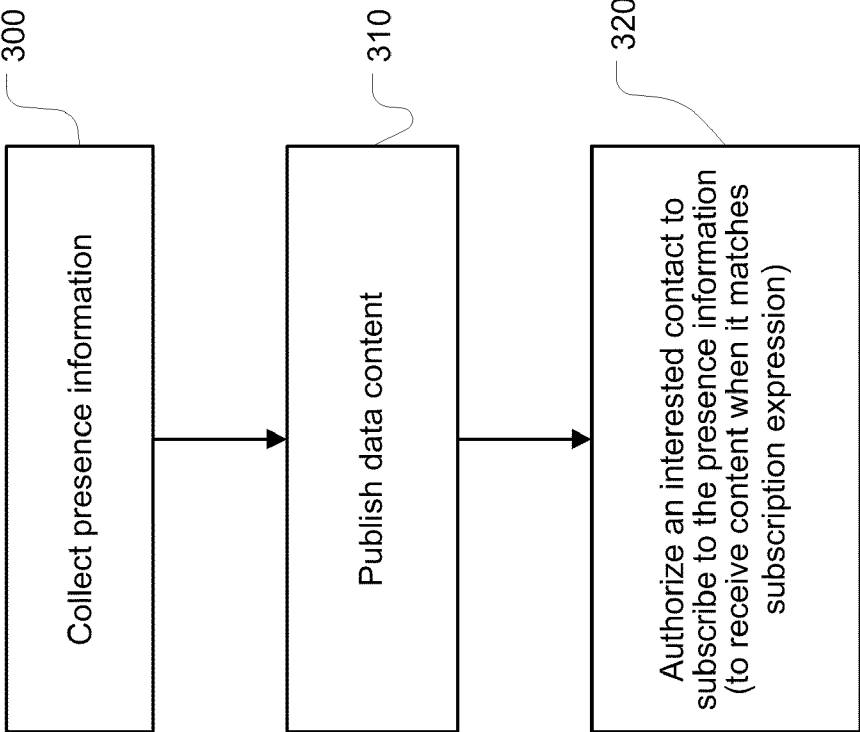 300
Collect presence information
310
Publish data content
320
Authorize an interested contact to
subscribe to the presence information
(to receive content when it matches
subscription expression)